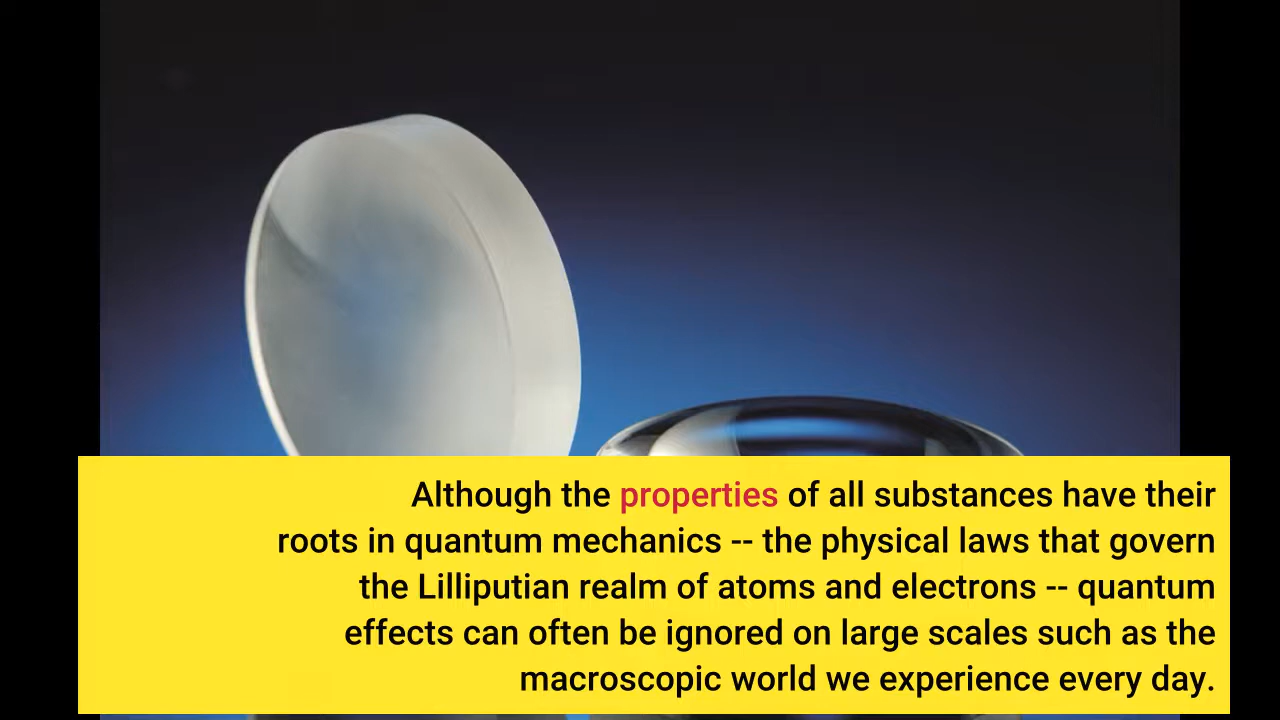 Although the properties of all substances have their
roots in quantum mechanics -- the physical laws that govern
the Lilliputian realm of atoms and electrons -- quantum
effects can often be ignored on large scales such as the
macroscopic world we experience every day.